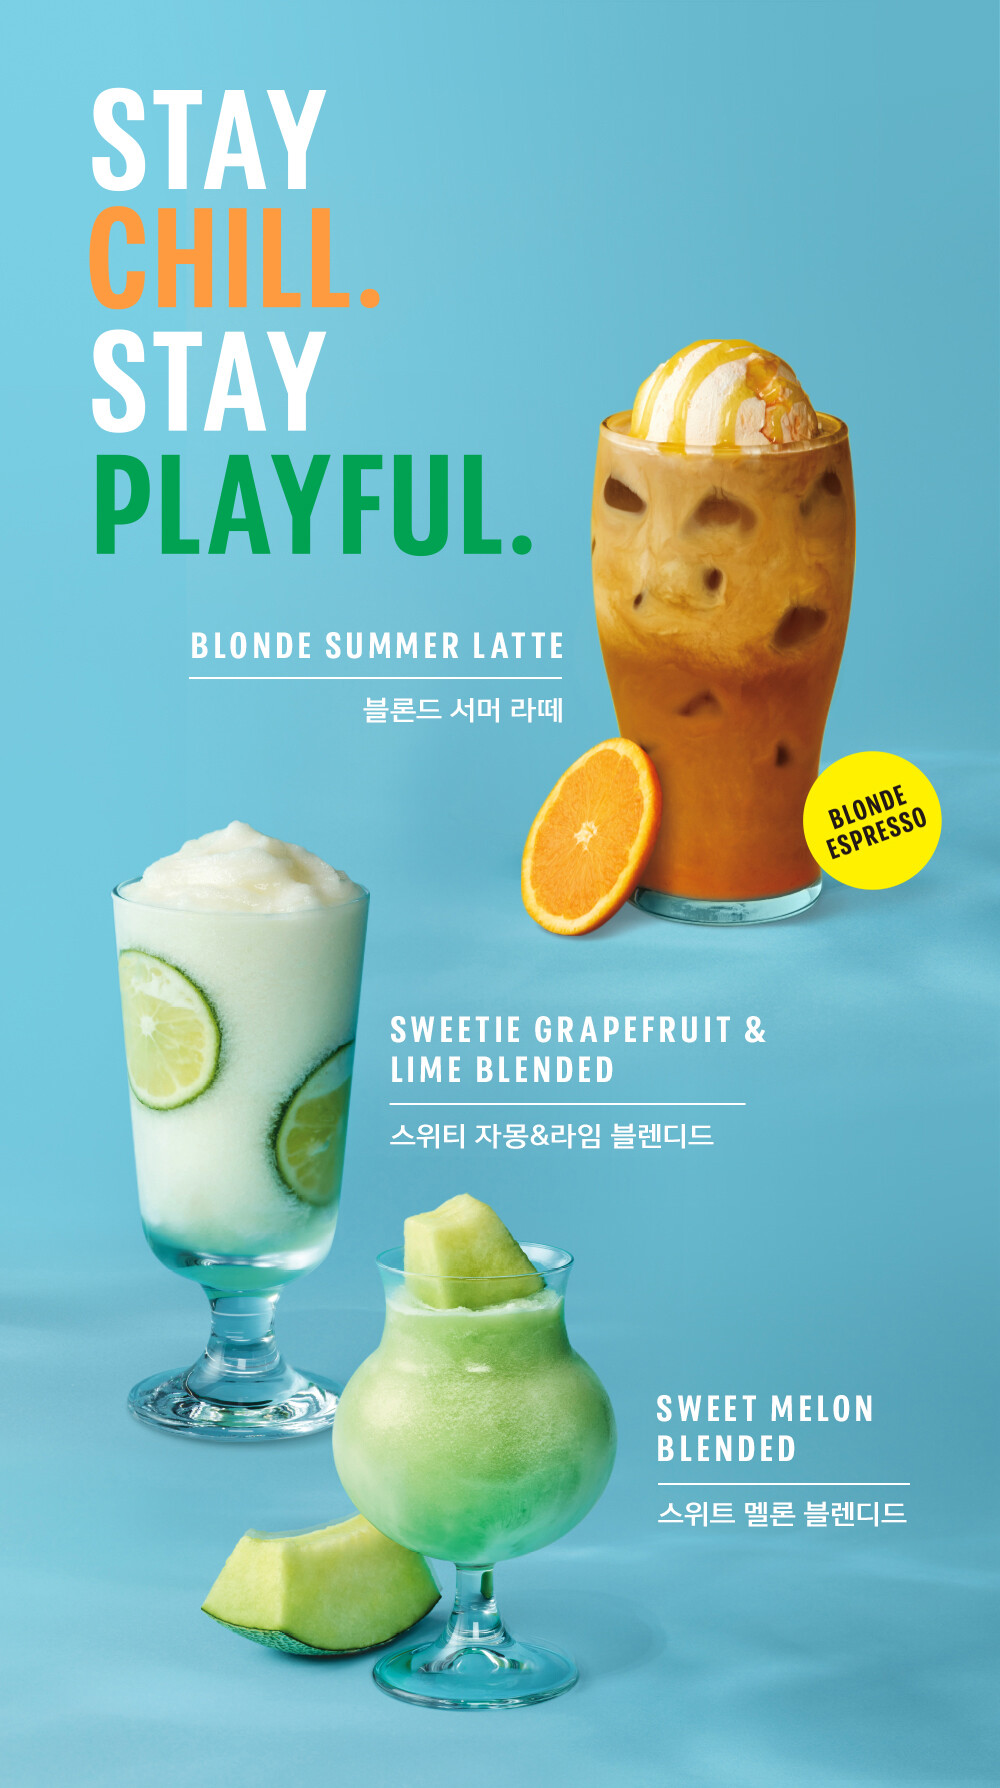 STAY
CHILL.
STAY
PLAYFUL.
BLONDE SUMMER LATTE
블론드 서머 라떼
BLONDE
ESPRESSO
SWEETIE GRAPEFRUIT &
LIME BLENDED
스위티 자몽&라임 블렌디드
SWEET MELON
BLENDED
스위트 멜론 블렌디드